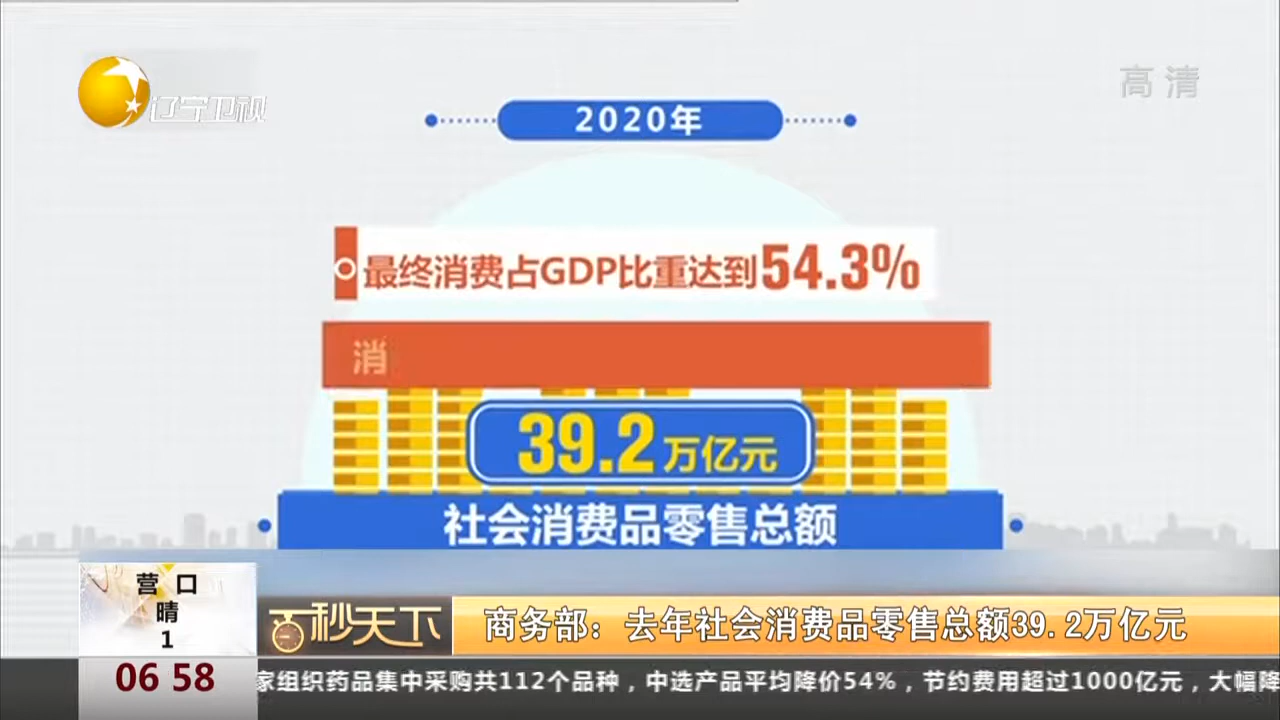 辽宁卫视
高清
2020年
最终消费占GDP比重达到54.3%
消
39.2万亿元
社会消费品零售总额
营口
晴
1
百秒天下
商务部：去年社会消费品零售总额39.2万亿元
06 58
家组织药品集中采购共112个品种，中选产品平均降价54%，节约费用超过1000亿元，大幅降